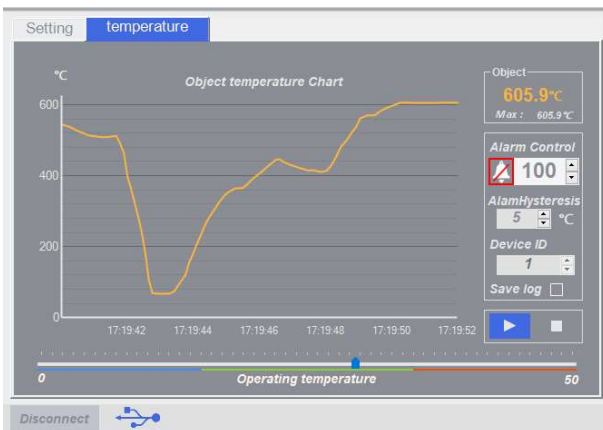 Setting temperature
°C
Object temperature Chart
600
400
200
0
17:19:42 17:19:44 17:19:46 17:19:48 17:19:50 17:19:52
Object
605.9°C
Max : 605.9℃
Alarm Control
100
AlamHysteresis
5 °C
Device ID
1
Save log
0 Operating temperature 50
Disconnect